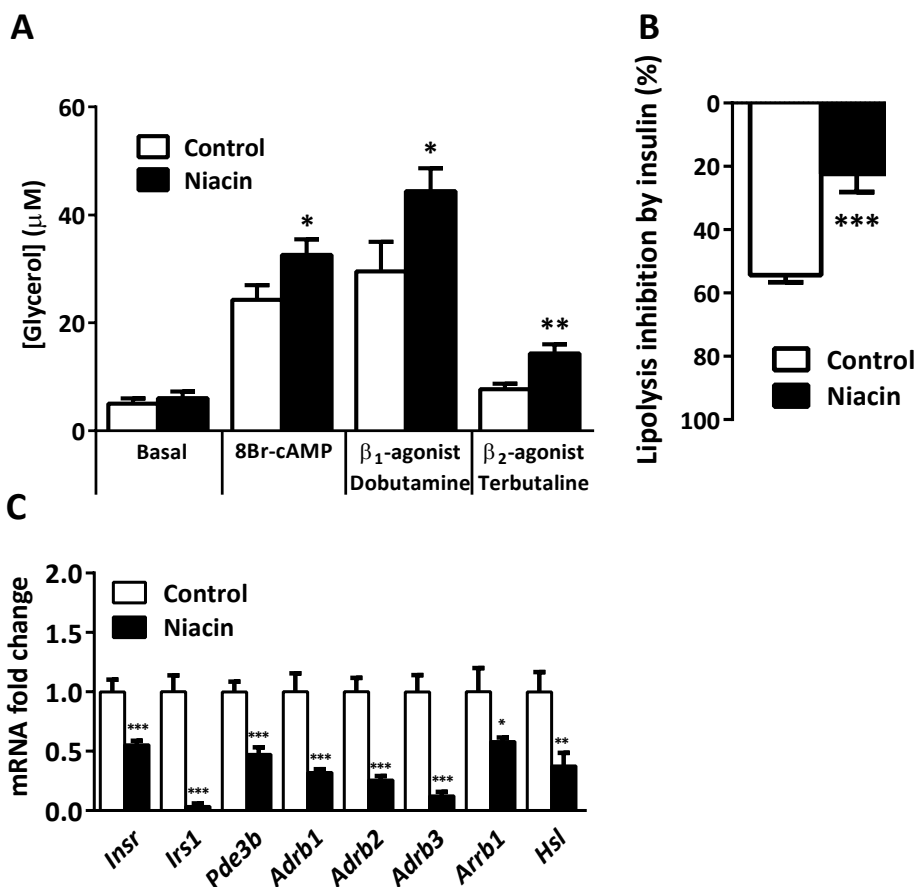 A
[Glycerol] (μM)
60
40
20
0
Control
Niacin
*
*
**
Basal
8Br-cAMP
β1-agonist
Dobutamine
β2-agonist
Terbutaline
B
Lipolysis inhibition by insulin (%)
0
20
40
60
80
100
***
Control
Niacin
C
mRNA fold change
2.0
1.5
1.0
0.5
0.0
Control
Niacin
***
***
***
***
***
***
*
**
Insr
Irs1
Pde3b
Adrb1
Adrb2
Adrb3
Arrb1
Hsl